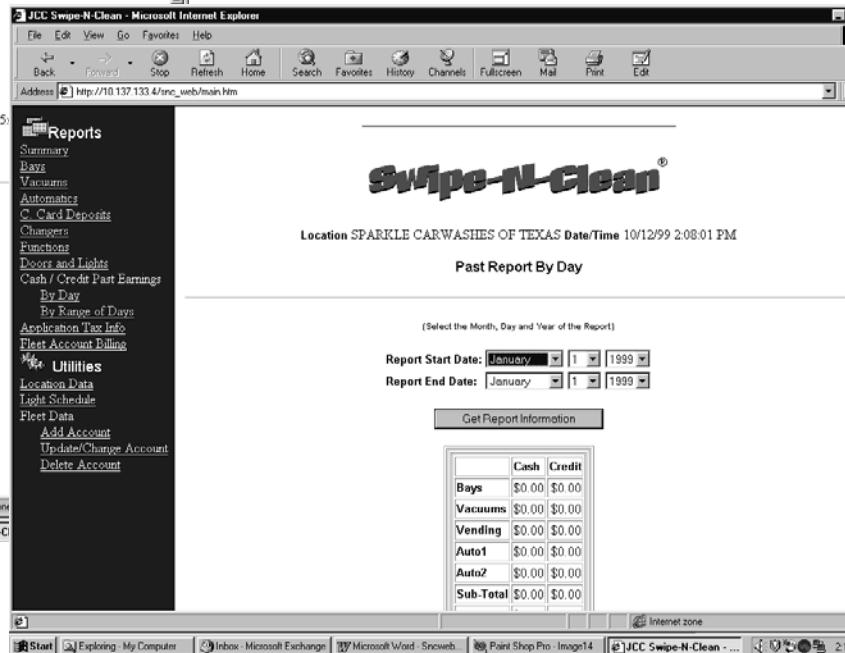 JCC Swipe-N-Clean - Microsoft Internet Explorer
File Edit View Go Favorites Help
Back Forward Stop Refresh Home Search Favorites History Channels Fullscreen Mail Print Edit
Address http://10.137.133.4/snc_web/main.htm
Reports
Summary
Bays
Vacuums
Automatics
C. Card Deposits
Changers
Functions
Doors and Lights
Cash / Credit Past Earnings
By Day
By Range of Days
Application Tax Info
Fleet Account Billing
Utilities
Location Data
Light Schedule
Fleet Data
Add Account
Update/Change Account
Delete Account
Swipe-N-Clean®
Location SPARKLE CARWASHES OF TEXAS Date/Time 10/12/99 2:08:01 PM
Past Report By Day
(Select the Month, Day and Year of the Report)
Report Start Date: January 1 1999
Report End Date: January 1 1999
Get Report Information
Cash Credit
Bays $0.00 $0.00
Vacuums $0.00 $0.00
Vending $0.00 $0.00
Auto1 $0.00 $0.00
Auto2 $0.00 $0.00
Sub-Total $0.00 $0.00
Internet zone
Start Exploring - My Computer Inbox - Microsoft Exchange Microsoft Word - Sncweb... Paint Shop Pro - Image14 JCC Swipe-N-Clean - ...